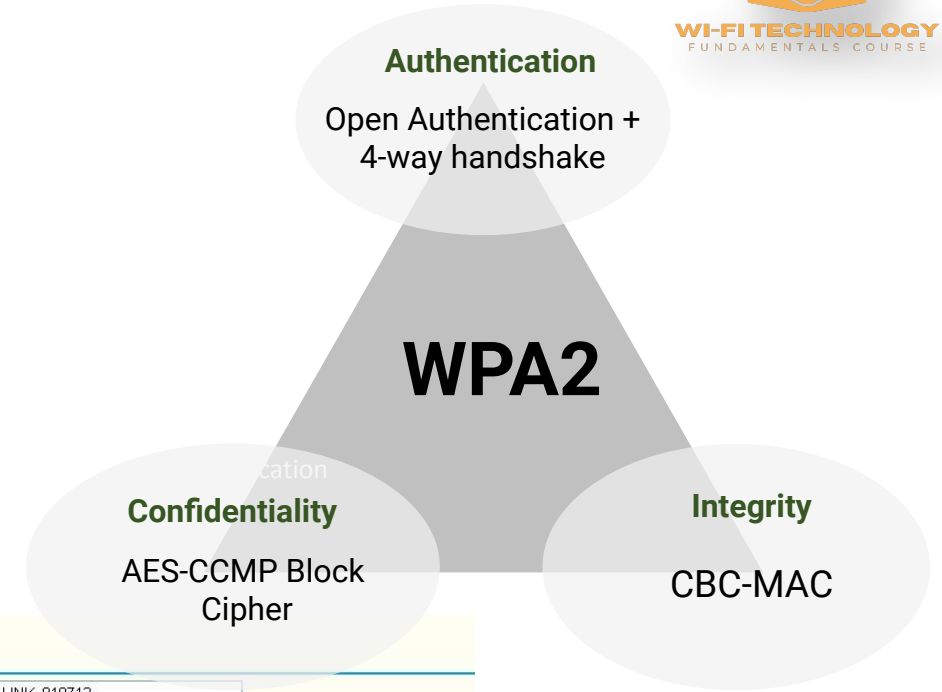 WI-FI TECHNOLOGY
FUNDAMENTALS COURSE
Authentication
Open Authentication +
4-way handshake
WPA2
cation
Confidentiality
AES-CCMP Block
Cipher
Integrity
CBC-MAC